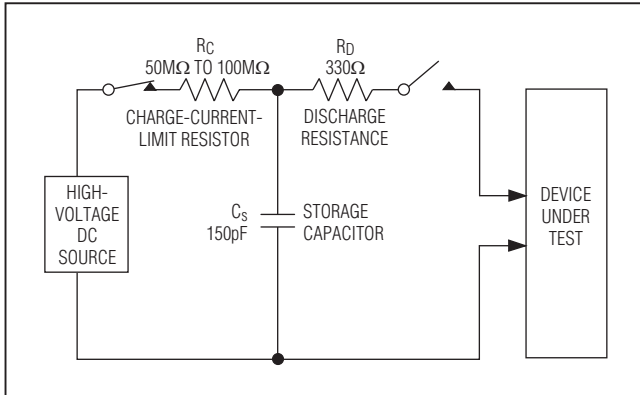 RC
50MΩ TO 100MΩ
CHARGE-CURRENT-
LIMIT RESISTOR
RD
330Ω
DISCHARGE
RESISTANCE
HIGH-
VOLTAGE
DC
SOURCE
CS
150pF
STORAGE
CAPACITOR
DEVICE
UNDER
TEST